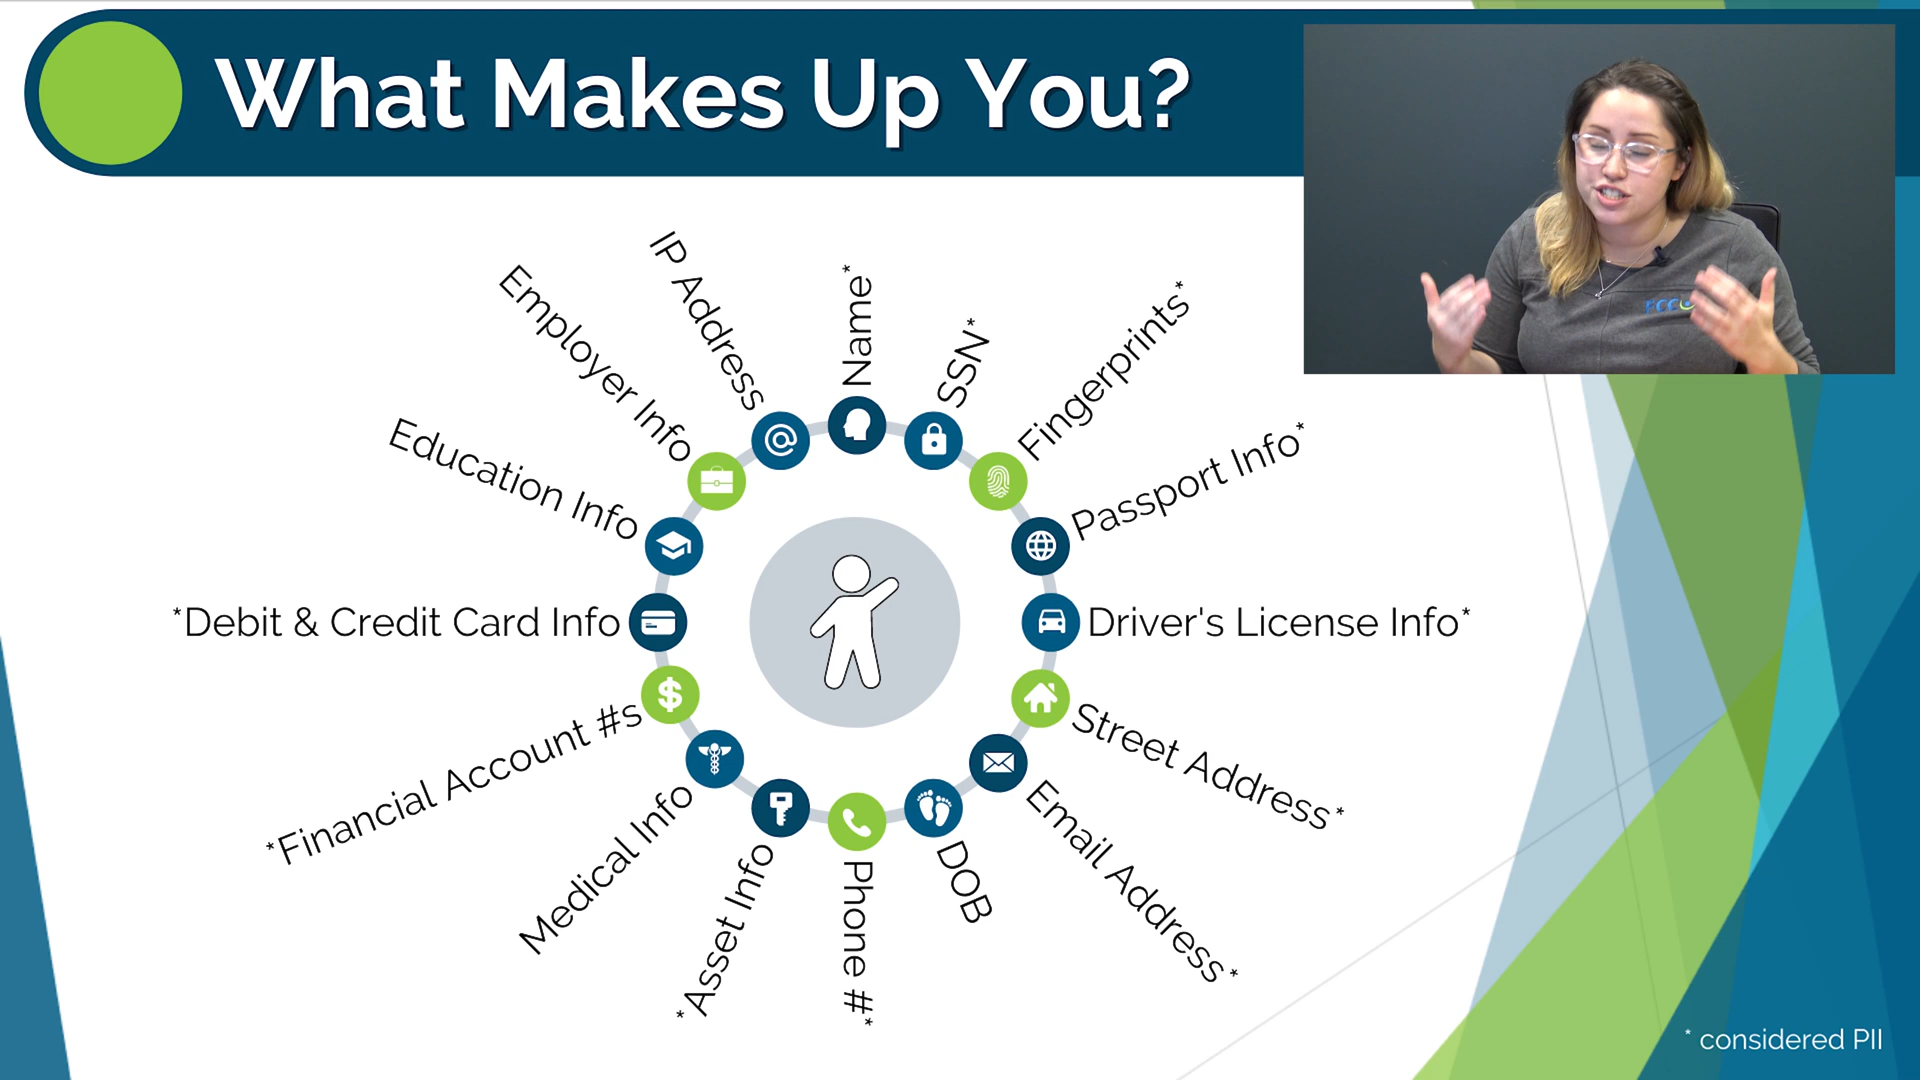 What Makes Up You?
Name*
SSN*
Fingerprints*
Passport Info*
Driver's License Info*
Street Address*
Email Address*
DOB
Phone #*
*Asset Info
Medical Info
*Financial Account #s
*Debit & Credit Card Info
Education Info
Employer Info
IP Address
* considered PII